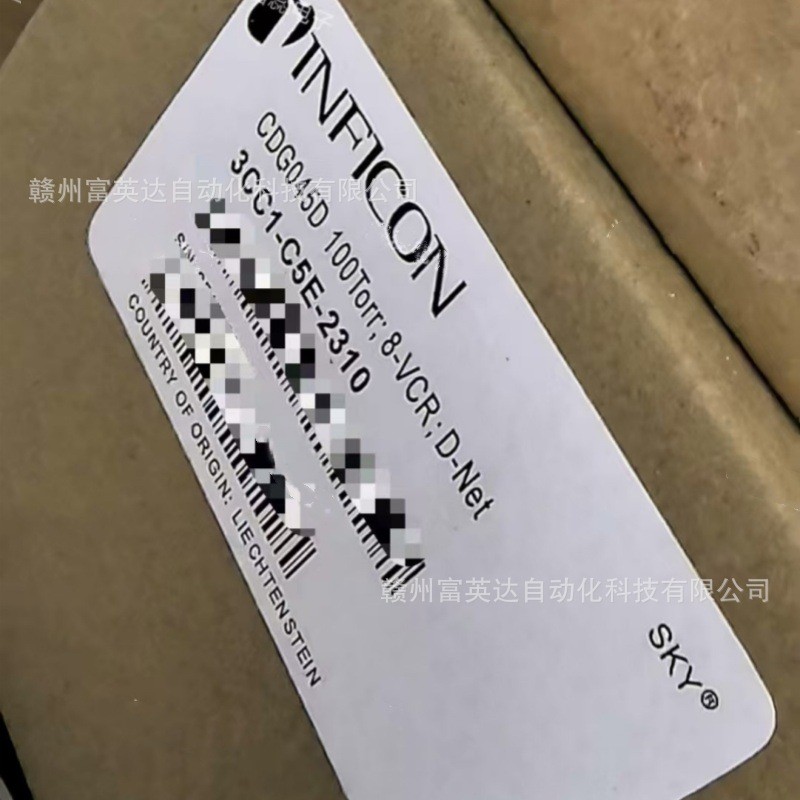 INFICON
CDG045D 100Torr; 8-VCR; D-Net
3CC1-C5E-2310
S/N
COUNTRY OF ORIGIN: LIECHTENSTEIN
SKY®
赣州富英达自动化科技有限公司
赣州富英达自动化科技有限公司